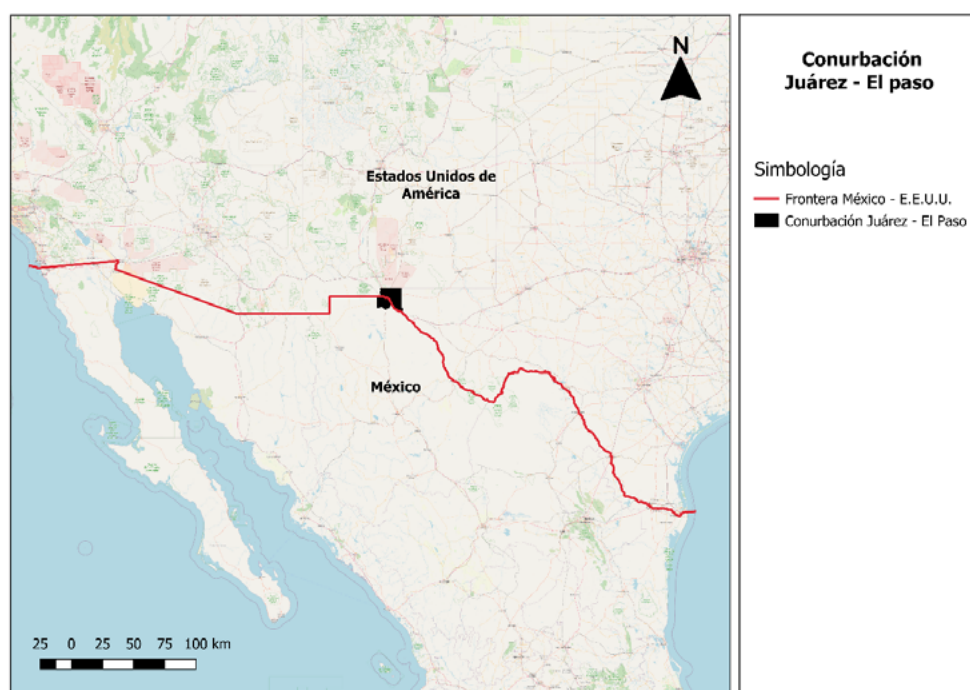 N
Estados Unidos de
América
México
25 0 25 50 75 100 km
Conurbación
Juárez - El paso
Simbología
Frontera México - E.E.U.U.
Conurbación Juárez - El Paso